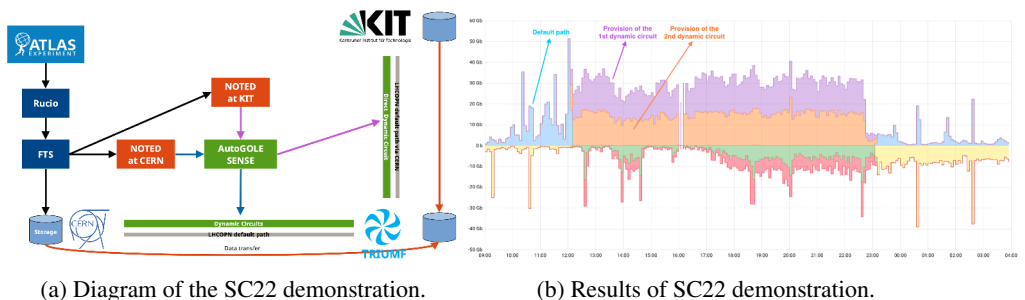 ATLAS
EXPERIMENT
Rucio
FTS
Storage
CERN
NOTED
at KIT
NOTED
at CERN
AutoGOLE
SENSE
KIT
Karlsruher Institut für Technologie
Direct Dynamic Circuit
LHCOPN default path via CERN
Dynamic Circuits
LHCOPN default path
Data transfer
TRIUMF
(a) Diagram of the SC22 demonstration.
60 Gb
50 Gb
40 Gb
30 Gb
20 Gb
10 Gb
0 b
-10 Gb
-20 Gb
-30 Gb
-40 Gb
-50 Gb
Default path
Provision of the
1st dynamic circuit
Provision of the
2nd dynamic circuit
09:00 10:00 11:00 12:00 13:00 14:00 15:00 16:00 17:00 18:00 19:00 20:00 21:00 22:00 23:00 00:00 01:00 02:00 03:00 04:00
(b) Results of SC22 demonstration.